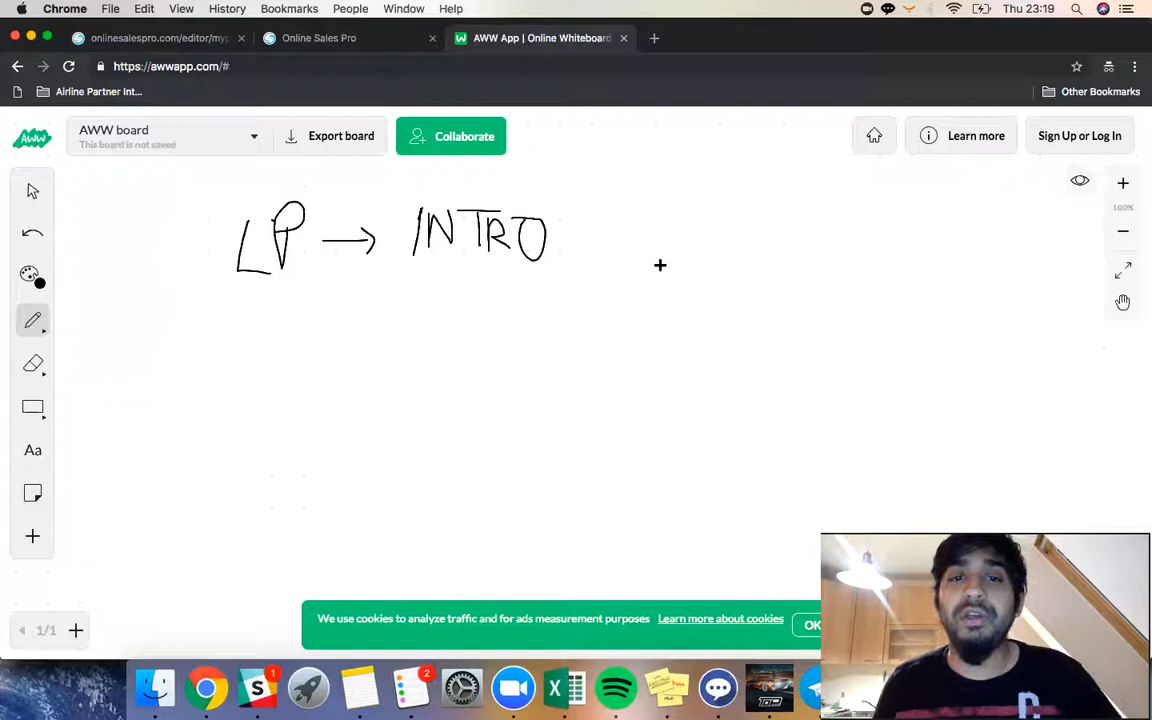 Chrome File Edit View History Bookmarks People Window Help Thu 23:19
onlinesalespro.com/editor/my Online Sales Pro AWW App | Online Whiteboard
https://awwapp.com/#
Airline Partner Int... Other Bookmarks
AWW AWW board Export board Collaborate Learn more Sign Up or Log In
This board is not saved
100%
LP → INTRO
Aa
We use cookies to analyze traffic and for ads measurement purposes Learn more about cookies OK
1/1
1 2